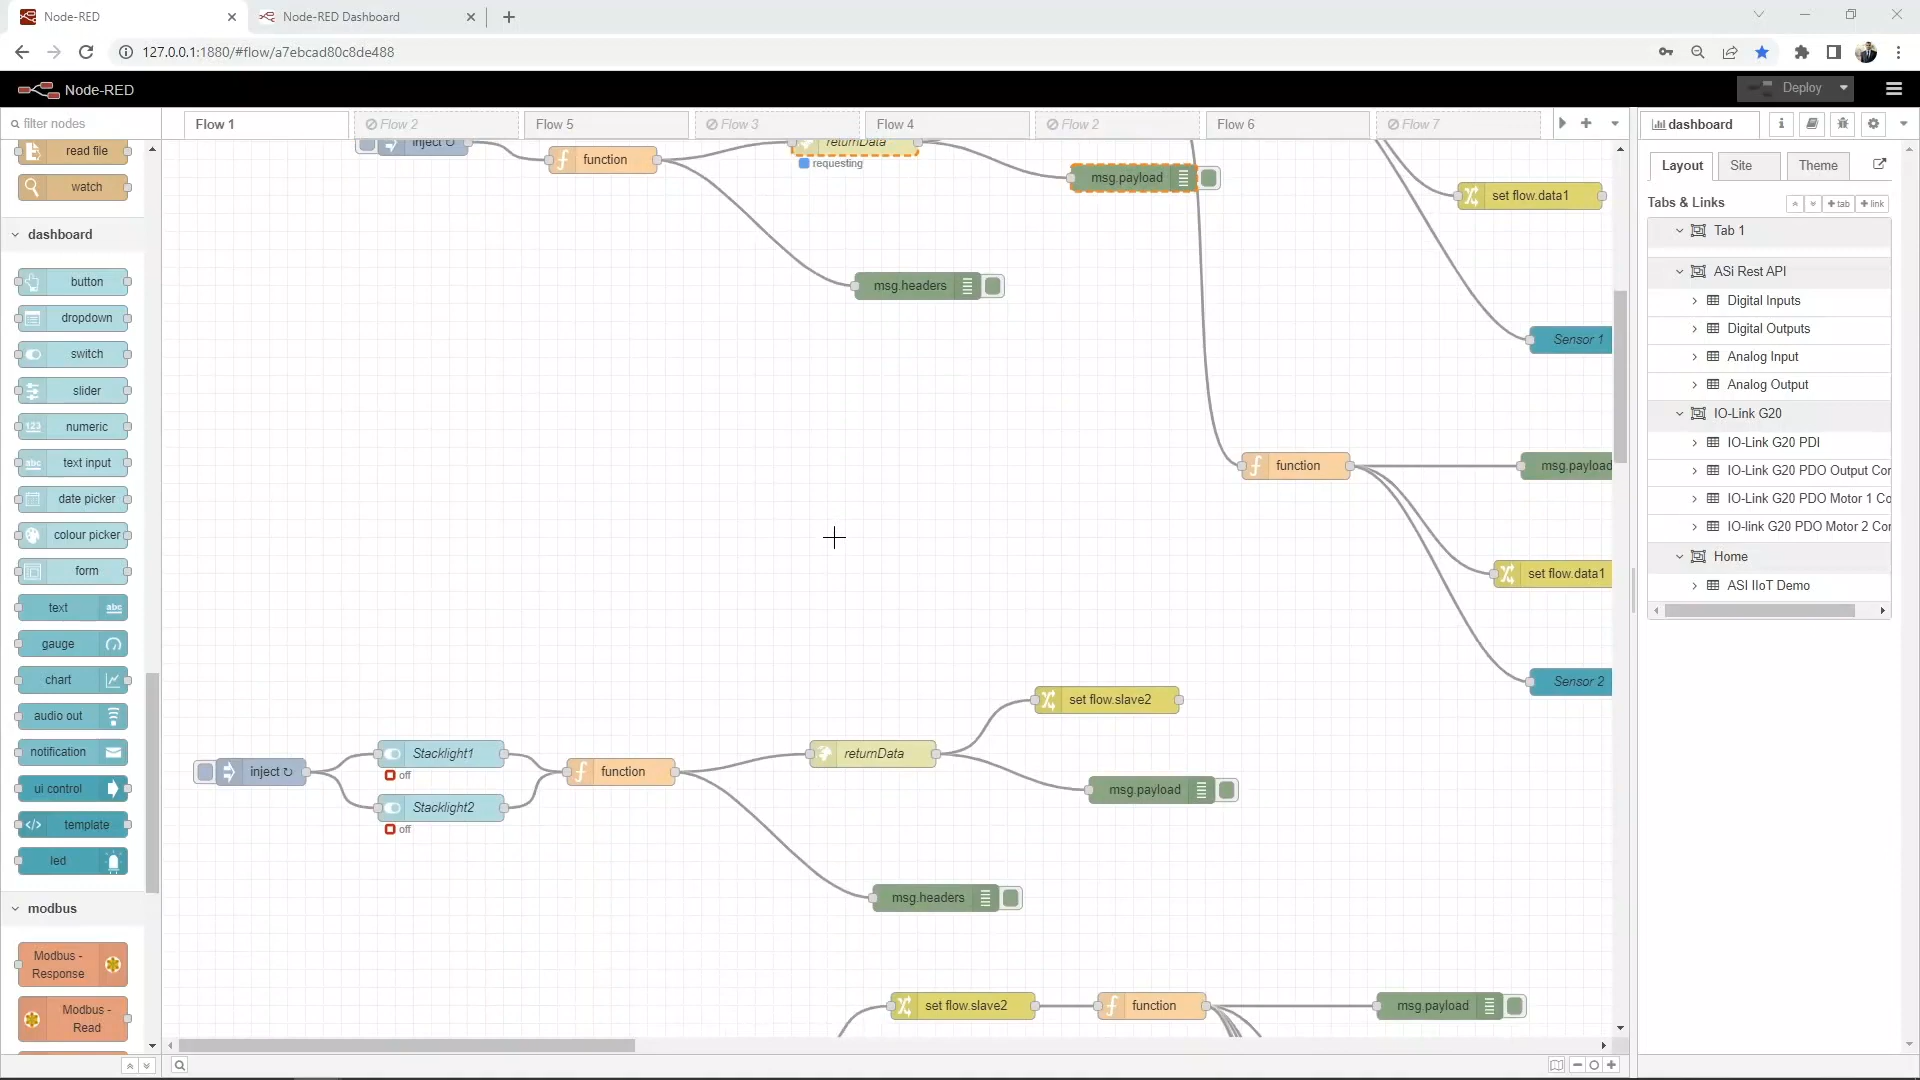 Node-RED
Node-RED Dashboard
127.0.0.1:1880/#flow/a7ebcad80c8de488
Node-RED
Deploy
filter nodes
Flow 1
Flow 2
Flow 5
Flow 3
Flow 4
Flow 2
Flow 6
Flow 7
dashboard
read file
watch
dashboard
button
dropdown
switch
slider
123 numeric
abc text input
date picker
colour picker
form
text abc
gauge
chart
audio out
notification
ui control
</> template
led
modbus
Modbus - Response
Modbus - Read
inject ↻
function
returnData
requesting
msg.payload
set flow.data1
msg.headers
Sensor 1
function
msg.payload
set flow.data1
Sensor 2
set flow.slave2
inject ↻
Stacklight1
off
Stacklight2
off
function
returnData
msg.payload
msg.headers
set flow.slave2
function
msg.payload
Layout
Site
Theme
Tabs & Links
+ tab
+ link
Tab 1
ASi Rest API
Digital Inputs
Digital Outputs
Analog Input
Analog Output
IO-Link G20
IO-Link G20 PDI
IO-Link G20 PDO Output Cor
IO-Link G20 PDO Motor 1 Co
IO-link G20 PDO Motor 2 Cor
Home
ASI IIoT Demo